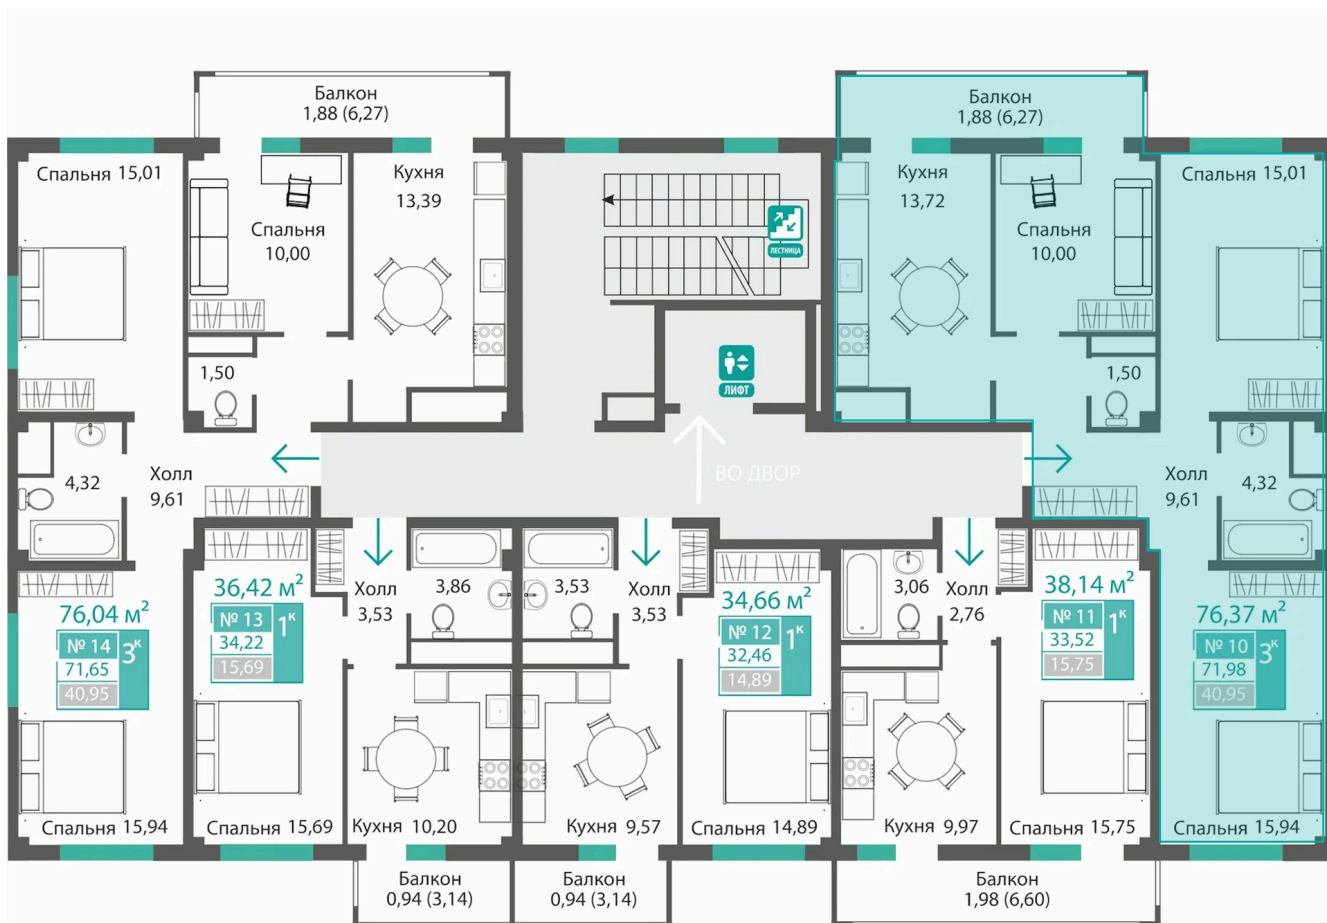 Балкон
1,88 (6,27)
Балкон
1,88 (6,27)
Спальня 15,01
Кухня
13,39
Спальня
10,00
ЛЕСТНИЦА
Кухня
13,72
Спальня
10,00
Спальня 15,01
1,50
ЛИФТ
1,50
4,32
Холл
9,61
ВО ДВОР
Холл
9,61
4,32
76,04 м²
№ 14
71,65
40,95
3к
36,42 м²
№ 13
34,22
15,69
1к
Холл
3,53
3,86
3,53
Холл
3,53
34,66 м²
№ 12
32,46
14,89
1к
3,06
Холл
2,76
38,14 м²
№ 11
33,52
15,75
1к
76,37 м²
№ 10
71,98
40,95
3к
Спальня 15,94
Спальня 15,69
Кухня 10,20
Кухня 9,57
Спальня 14,89
Кухня 9,97
Спальня 15,75
Спальня 15,94
Балкон
0,94 (3,14)
Балкон
0,94 (3,14)
Балкон
1,98 (6,60)